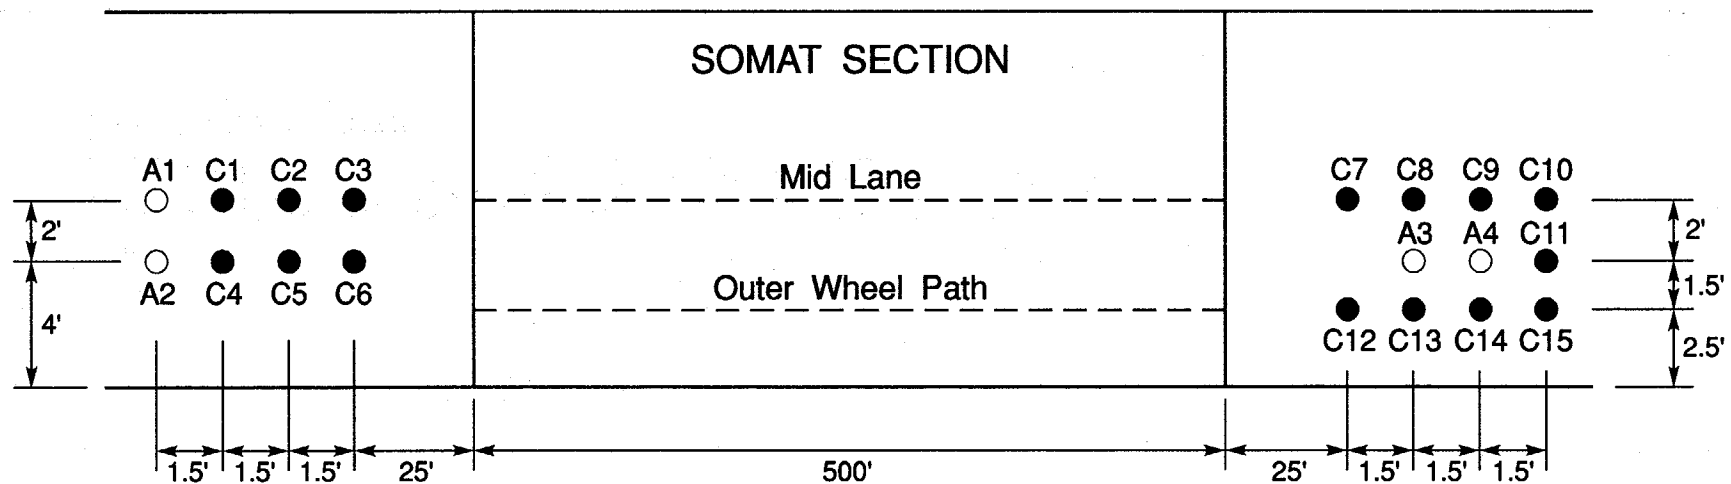 SOMAT SECTION
A1 C1 C2 C3
Mid Lane
C7 C8 C9 C10
2'
A3 A4 C11
2'
A2 C4 C5 C6
Outer Wheel Path
1.5'
4'
C12 C13 C14 C15
2.5'
1.5' 1.5' 1.5' 25' 500' 25' 1.5' 1.5' 1.5'